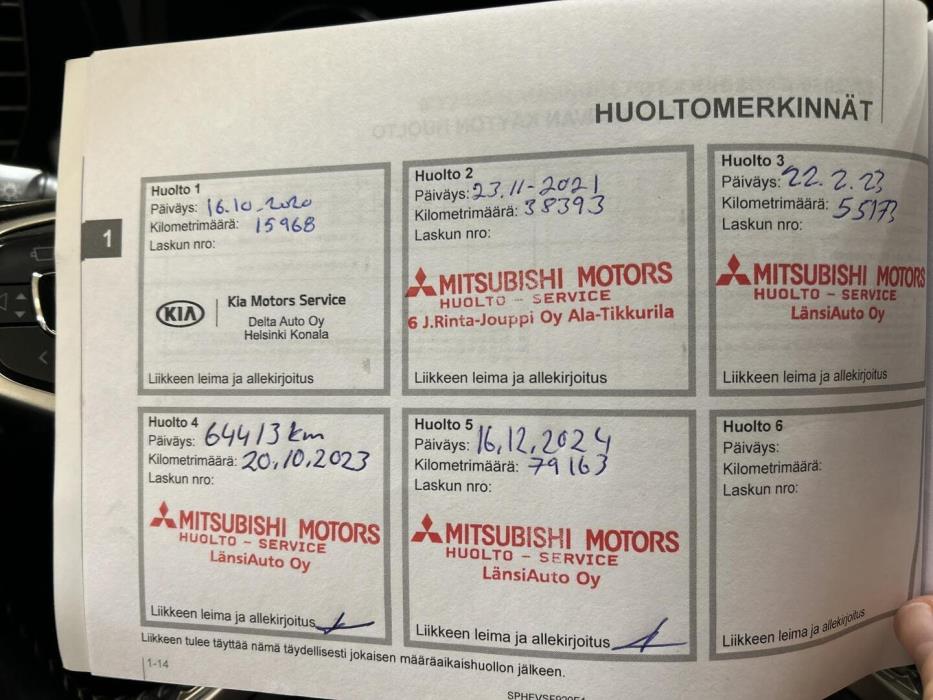 HUOLTOMERKINNÄT
1
Huolto 1
Päiväys: 16.10.2020
Kilometrimäärä: 15968
Laskun nro:
KIA
Kia Motors Service
Delta Auto Oy
Helsinki Konala
Liikkeen leima ja allekirjoitus
Huolto 2
Päiväys: 23.11-2021
Kilometrimäärä: 38393
Laskun nro:
MITSUBISHI MOTORS
HUOLTO - SERVICE
6 J.Rinta-Jouppi Oy Ala-Tikkurila
Liikkeen leima ja allekirjoitus
Huolto 3
Päiväys: 22.2.23
Kilometrimäärä: 55173
Laskun nro:
MITSUBISHI MOTORS
HUOLTO - SERVICE
LänsiAuto Oy
Liikkeen leima ja allekirjoitus
Huolto 4
Päiväys: 64413 km
Kilometrimäärä: 20.10.2023
Laskun nro:
MITSUBISHI MOTORS
HUOLTO - SERVICE
LänsiAuto Oy
Liikkeen leima ja allekirjoitus
Huolto 5
Päiväys: 16.12.2024
Kilometrimäärä: 79163
Laskun nro:
MITSUBISHI MOTORS
HUOLTO - SERVICE
LänsiAuto Oy
Liikkeen leima ja allekirjoitus
Huolto 6
Päiväys:
Kilometrimäärä:
Laskun nro:
Liikkeen leima ja allekirjoitus
Liikkeen tulee täyttää nämä täydellisesti jokaisen määräaikaishuollon jälkeen.
1-14